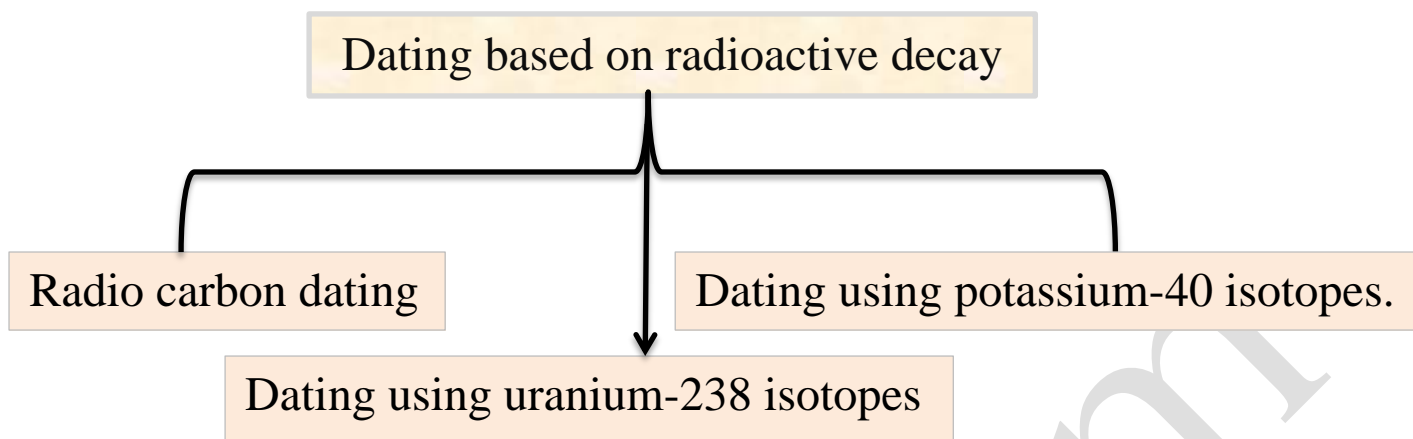 Dating based on radioactive decay
Radio carbon dating
Dating using potassium-40 isotopes.
Dating using uranium-238 isotopes